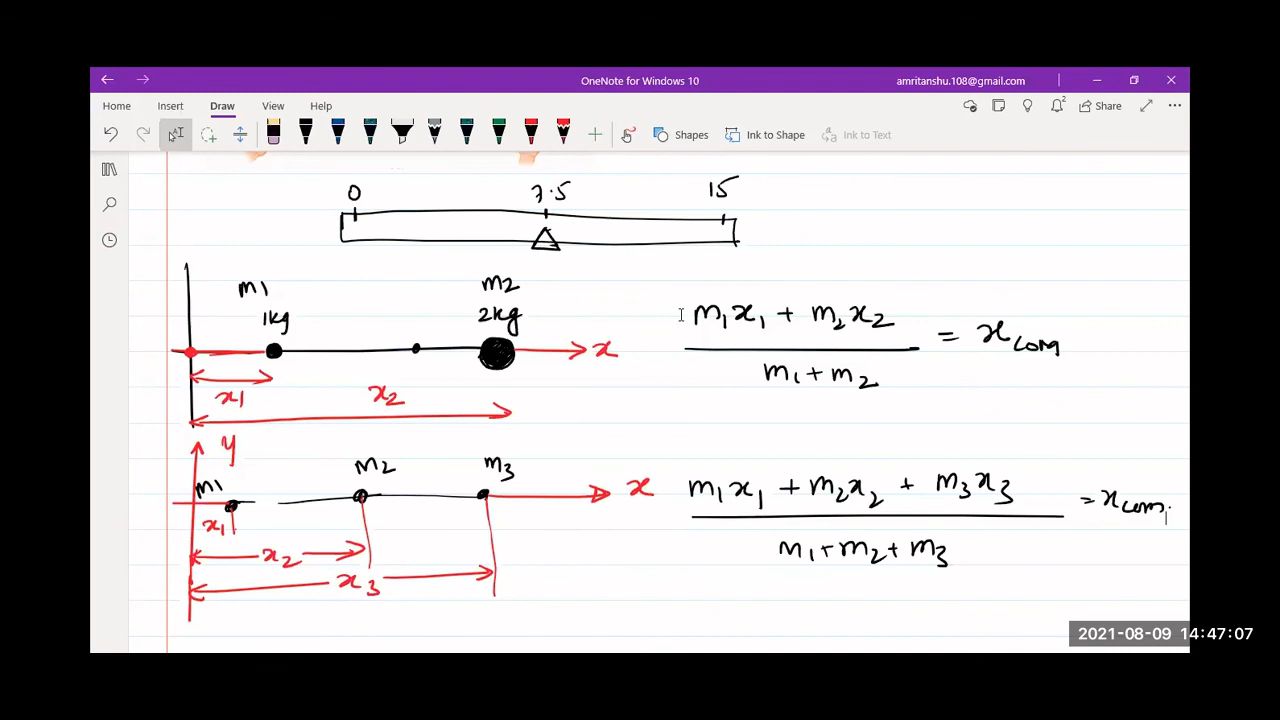 OneNote for Windows 10
amritanshu.108@gmail.com
Home Insert Draw View Help
2
Share
Shapes
Ink to Shape
Ink to Text
0 7.5 15
m1 m2
1kg 2kg
x
x1 x2
m1x1 + m2x2
m1 + m2
= xcom
y
m1 m2 m3
x
x1
x2
x3
m1x1 + m2x2 + m3x3
m1 + m2 + m3
= xcom
2021-08-09 14:47:07